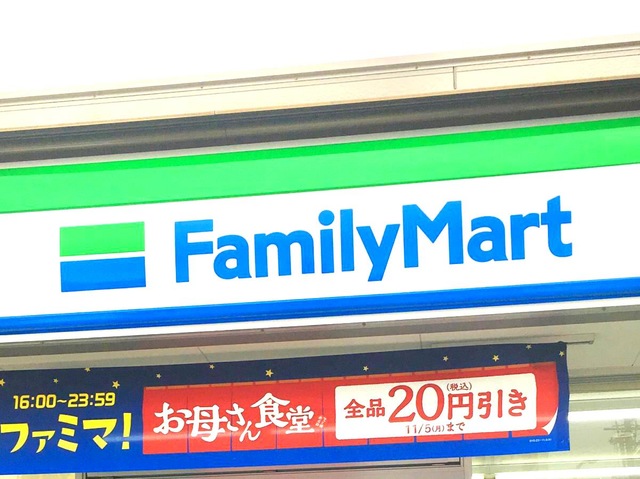 FamilyMart
16:00~23:59
ファミマ!
お母さん食堂
全品20円引き
(税込)
11/5(月)まで